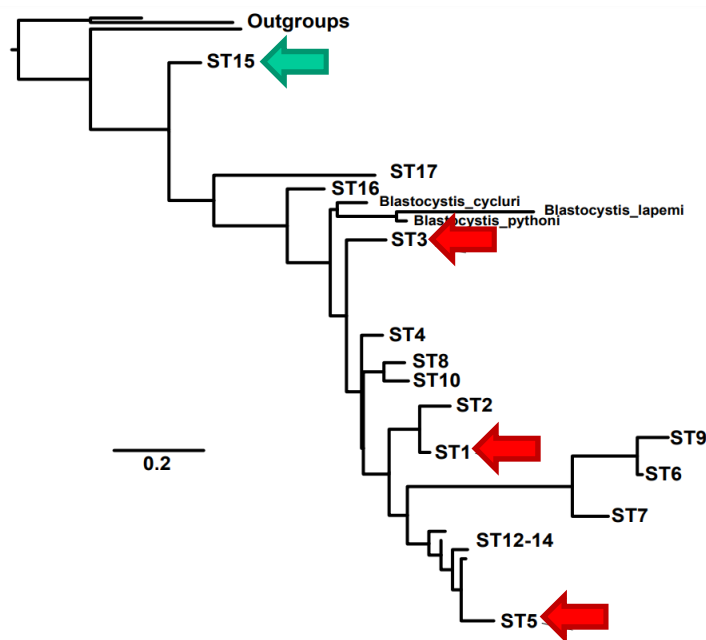 Outgroups
ST15
ST17
ST16
Blastocystis_cycluri
Blastocystis_lapemi
Blastocystis_pythoni
ST3
ST4
ST8
ST10
ST2
ST1
ST9
ST6
ST7
ST12-14
ST5
0.2